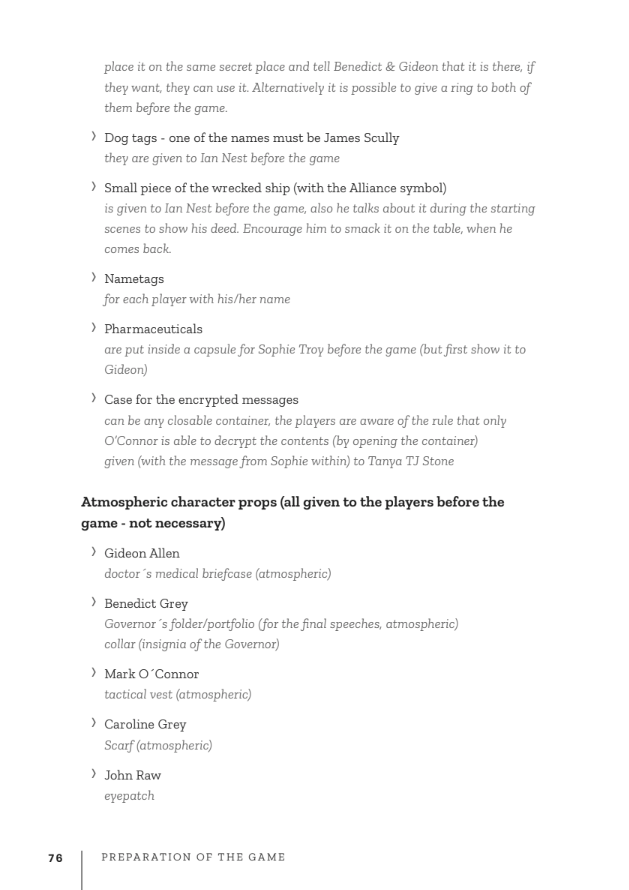 place it on the same secret place and tell Benedict & Gideon that it is there, if
they want, they can use it. Alternatively it is possible to give a ring to both of
them before the game.
〉 Dog tags - one of the names must be James Scully
they are given to Ian Nest before the game
〉 Small piece of the wrecked ship (with the Alliance symbol)
is given to Ian Nest before the game, also he talks about it during the starting
scenes to show his deed. Encourage him to smack it on the table, when he
comes back.
〉 Nametags
for each player with his/her name
〉 Pharmaceuticals
are put inside a capsule for Sophie Troy before the game (but first show it to
Gideon)
〉 Case for the encrypted messages
can be any closable container, the players are aware of the rule that only
O'Connor is able to decrypt the contents (by opening the container)
given (with the message from Sophie within) to Tanya TJ Stone
Atmospheric character props (all given to the players before the
game - not necessary)
〉 Gideon Allen
doctor´s medical briefcase (atmospheric)
〉 Benedict Grey
Governor´s folder/portfolio (for the final speeches, atmospheric)
collar (insignia of the Governor)
〉 Mark O´Connor
tactical vest (atmospheric)
〉 Caroline Grey
Scarf (atmospheric)
〉 John Raw
eyepatch
76 PREPARATION OF THE GAME